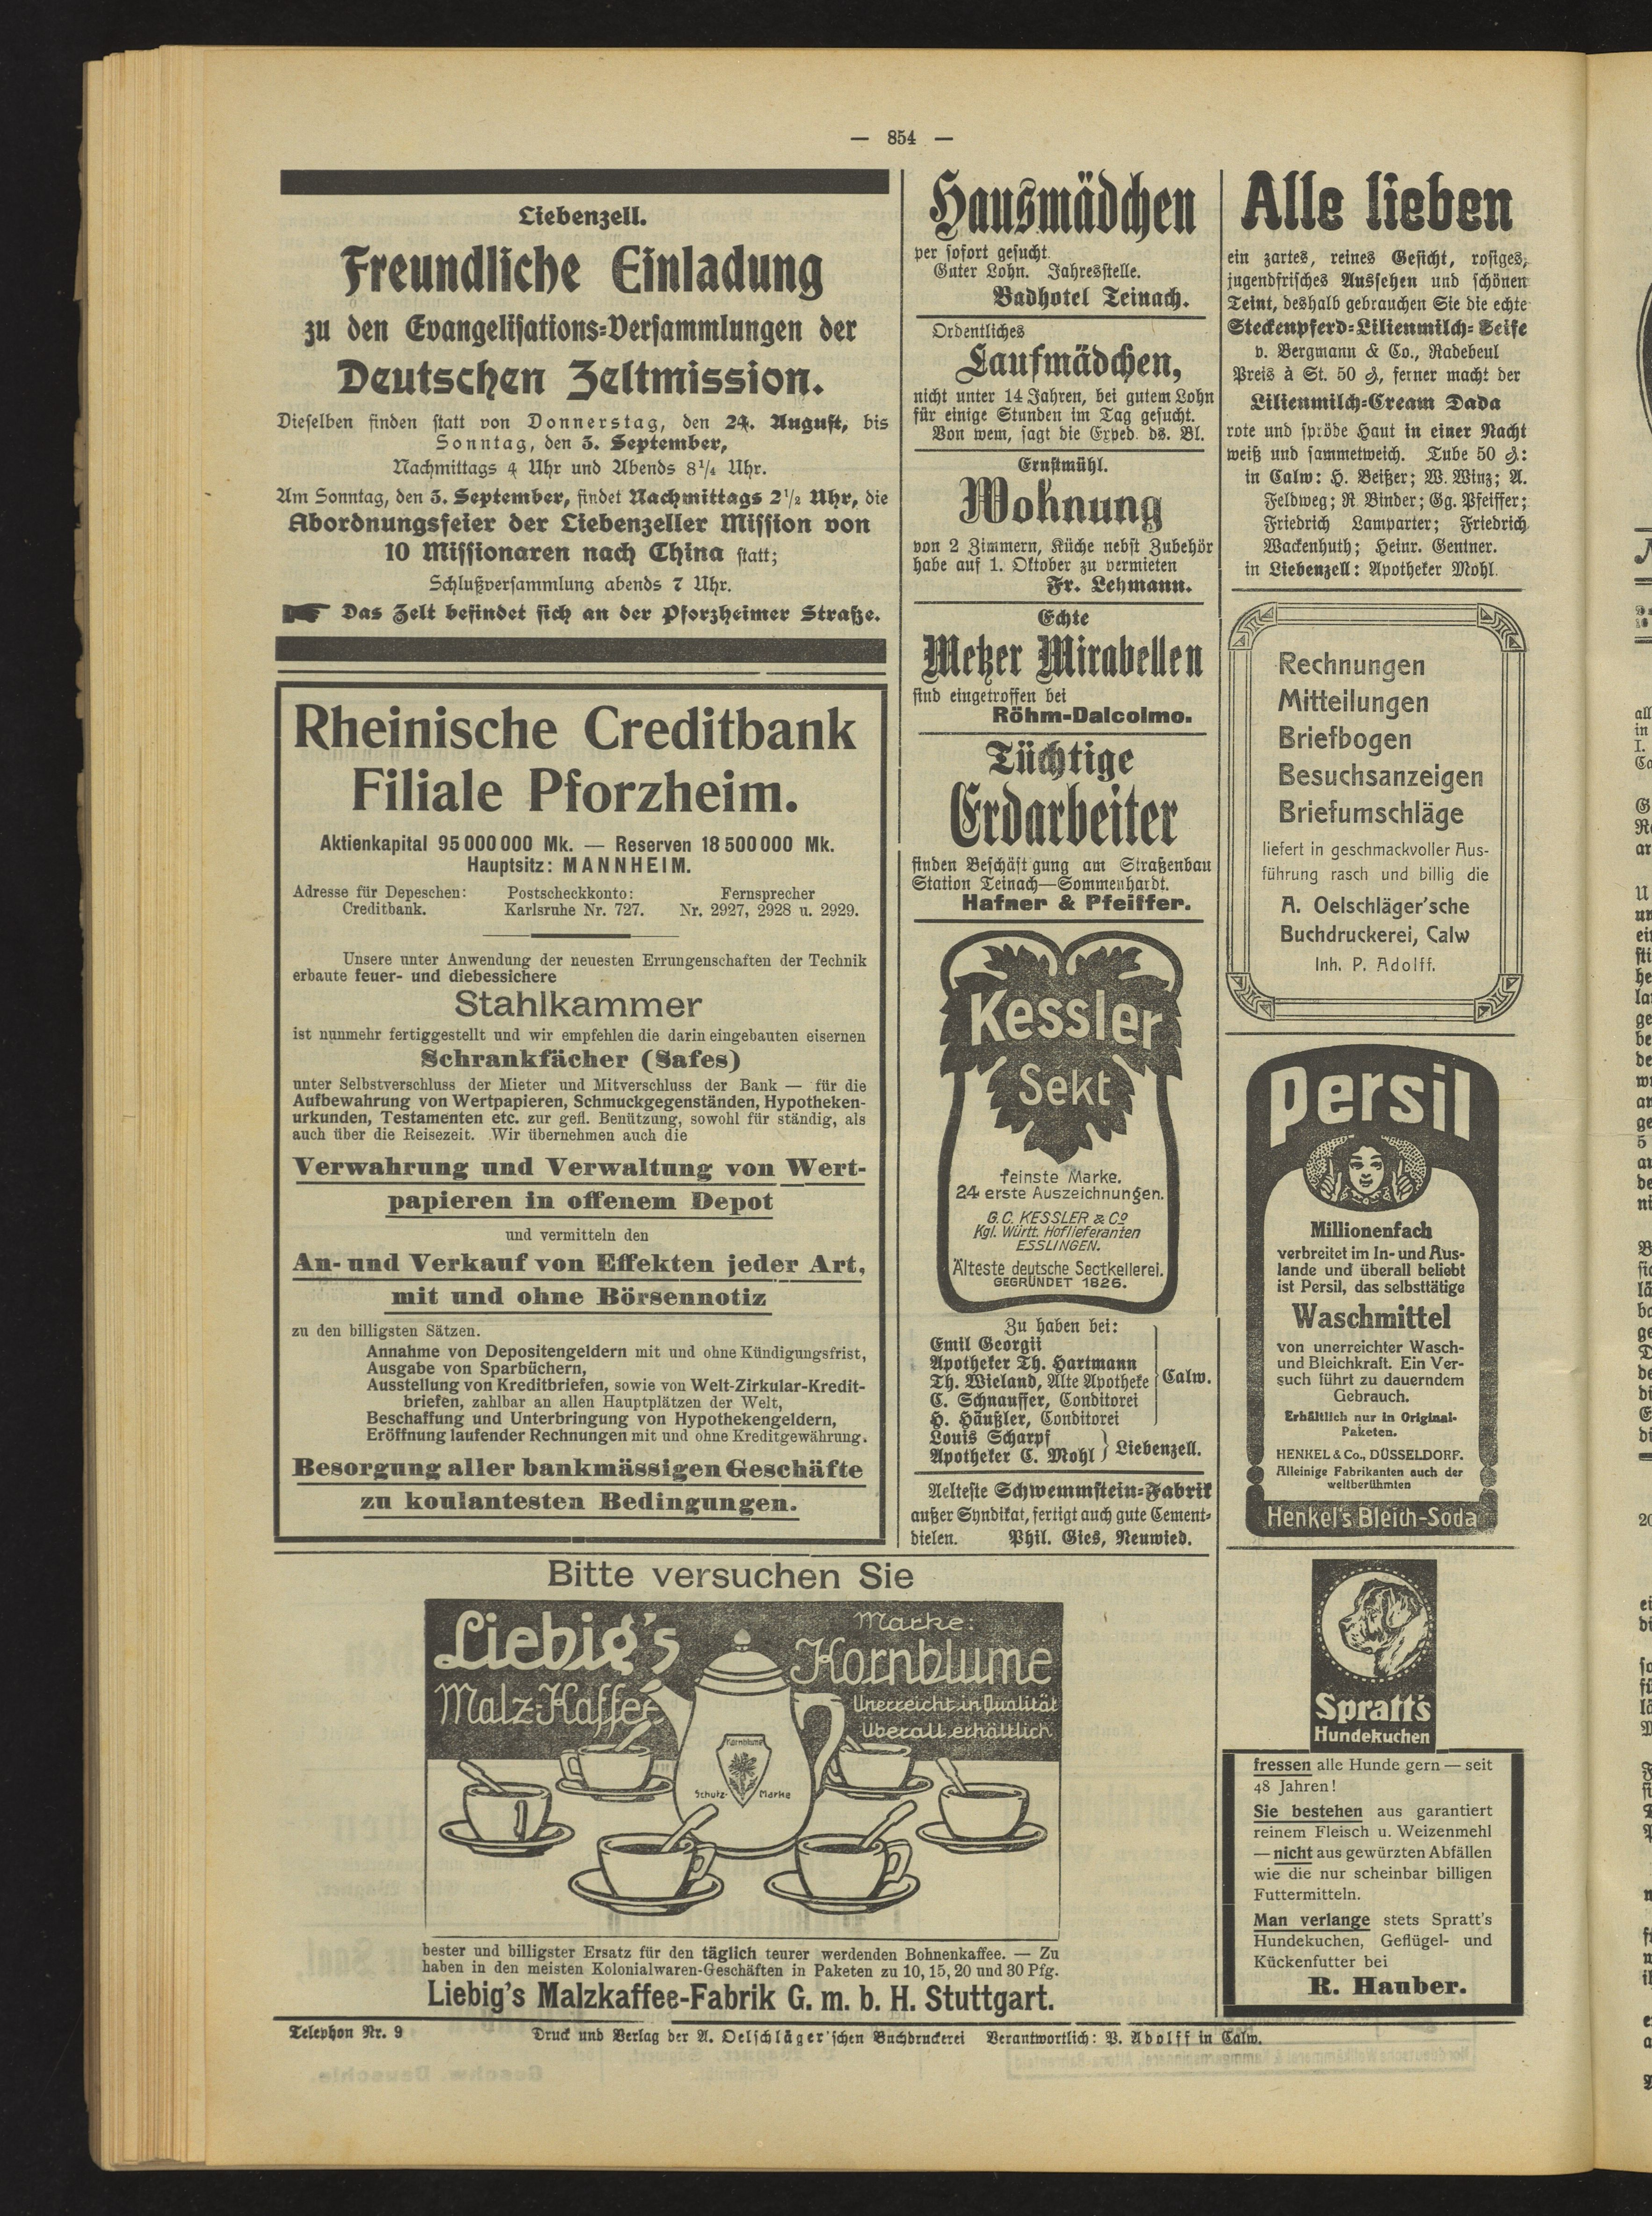 — 854 —
Liebenzell.
Freundliche Einladung
zu den Evangelisations-Versammlungen der
Deutschen Zeltmission.
Dieselben finden statt von Donnerstag, den 24. August, bis
Sonntag, den 3. September,
Nachmittags 4 Uhr und Abends 8¼ Uhr.
Am Sonntag, den 3. September, findet Nachmittags 2½ Uhr, die
Abordnungsfeier der Liebenzeller Mission von
10 Missionaren nach China statt;
Schlußversammlung abends 7 Uhr.
Das Zelt befindet sich an der Pforzheimer Straße.
Rheinische Creditbank
Filiale Pforzheim.
Aktienkapital 95 000 000 Mk. — Reserven 18 500 000 Mk.
Hauptsitz: MANNHEIM.
Adresse für Depeschen: Postscheckkonto: Fernsprecher
Creditbank. Karlsruhe Nr. 727. Nr. 2927, 2928 u. 2929.
Unsere unter Anwendung der neuesten Errungenschaften der Technik
erbaute feuer- und diebessichere
Stahlkammer
ist nunmehr fertiggestellt und wir empfehlen die darin eingebauten eisernen
Schrankfächer (Safes)
unter Selbstverschluss der Mieter und Mitverschluss der Bank — für die
Aufbewahrung von Wertpapieren, Schmuckgegenständen, Hypotheken-
urkunden, Testamenten etc. zur gefl. Benützung, sowohl für ständig, als
auch über die Reisezeit. Wir übernehmen auch die
Verwahrung und Verwaltung von Wert-
papieren in offenem Depot
und vermitteln den
An- und Verkauf von Effekten jeder Art,
mit und ohne Börsennotiz
zu den billigsten Sätzen.
Annahme von Depositengeldern mit und ohne Kündigungsfrist,
Ausgabe von Sparbüchern,
Ausstellung von Kreditbriefen, sowie von Welt-Zirkular-Kredit-
briefen, zahlbar an allen Hauptplätzen der Welt,
Beschaffung und Unterbringung von Hypothekengeldern,
Eröffnung laufender Rechnungen mit und ohne Kreditgewährung.
Besorgung aller bankmässigen Geschäfte
zu koulantesten Bedingungen.
Hausmädchen
per sofort gesucht.
Guter Lohn. Jahresstelle.
Badhotel Teinach.
Ordentliches
Laufmädchen,
nicht unter 14 Jahren, bei gutem Lohn
für einige Stunden im Tag gesucht.
Von wem, sagt die Exped. ds. Bl.
Ernstmühl.
Wohnung
von 2 Zimmern, Küche nebst Zubehör
habe auf 1. Oktober zu vermieten
Fr. Lehmann.
Echte
Metzer Mirabellen
sind eingetroffen bei
Röhm-Dalcolmo.
Tüchtige
Erdarbeiter
finden Beschäftigung am Straßenbau
Station Teinach—Sommenhardt.
Hafner & Pfeiffer.
Kessler
Sekt
feinste Marke.
24 erste Auszeichnungen.
G. C. KESSLER & Co
Kgl. Württ. Hoflieferanten
ESSLINGEN.
Älteste deutsche Sectkellerei.
GEGRÜNDET 1826.
Zu haben bei:
Emil Georgii
Apotheker Th. Hartmann
Th. Wieland, Alte Apotheke
C. Schnauffer, Conditorei
H. Häußler, Conditorei
Calw.
Louis Scharpf
Apotheker C. Mohl
Liebenzell.
Aelteste Schwemmstein-Fabrik
außer Syndikat, fertigt auch gute Cement-
dielen. Phil. Gies, Neuwied.
Alle lieben
ein zartes, reines Gesicht, rosiges,
jugendfrisches Aussehen und schönen
Teint, deshalb gebrauchen Sie die echte
Steckenpferd-Lilienmilch-Seife
v. Bergmann & Co., Radebeul
Preis à St. 50 ₰, ferner macht der
Lilienmilch-Cream Dada
rote und spröde Haut in einer Nacht
weiß und sammetweich. Tube 50 ₰:
in Calw: H. Beißer; W. Winz; A.
Feldweg; R. Binder; Gg. Pfeiffer;
Friedrich Lamparter; Friedrich
Wackenhuth; Heinr. Gentner.
in Liebenzell: Apotheker Mohl.
Rechnungen
Mitteilungen
Briefbogen
Besuchsanzeigen
Briefumschläge
liefert in geschmackvoller Aus-
führung rasch und billig die
A. Oelschläger'sche
Buchdruckerei, Calw
Inh. P. Adolff.
Persil
Millionenfach
verbreitet im In- und Aus-
lande und überall beliebt
ist Persil, das selbsttätige
Waschmittel
von unerreichter Wasch-
und Bleichkraft. Ein Ver-
such führt zu dauerndem
Gebrauch.
Erhältlich nur in Original-
Paketen.
HENKEL & Co., DÜSSELDORF.
Alleinige Fabrikanten auch der
weltberühmten
Henkel's Bleich-Soda
Spratt's
Hundekuchen
fressen alle Hunde gern — seit
48 Jahren!
Sie bestehen aus garantiert
reinem Fleisch u. Weizenmehl
— nicht aus gewürzten Abfällen
wie die nur scheinbar billigen
Futtermitteln.
Man verlange stets Spratt's
Hundekuchen, Geflügel- und
Kückenfutter bei
R. Hauber.
Bitte versuchen Sie
Liebig's
Malz-Kaffee
Marke:
Kornblume
Unerreicht in Qualität
Überall erhältlich
Kornblume
Schutz- Marke
bester und billigster Ersatz für den täglich teurer werdenden Bohnenkaffee. — Zu
haben in den meisten Kolonialwaren-Geschäften in Paketen zu 10, 15, 20 und 30 Pfg.
Liebig's Malzkaffee-Fabrik G. m. b. H. Stuttgart.
Telephon Nr. 9 Druck und Verlag der A. Oelschläger'schen Buchdruckerei Verantwortlich: P. Adolff in Calw.